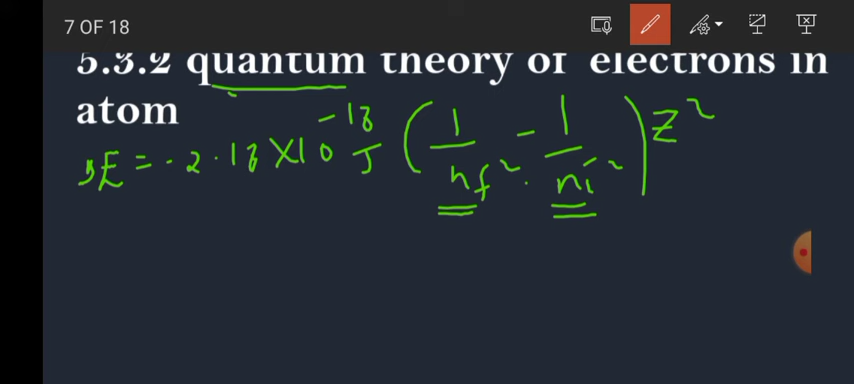 7 OF 18
5.3.2 quantum theory of electrons in
atom
ΔE = -2.18 × 10⁻¹⁸ J (1/nf² - 1/ni²) Z²